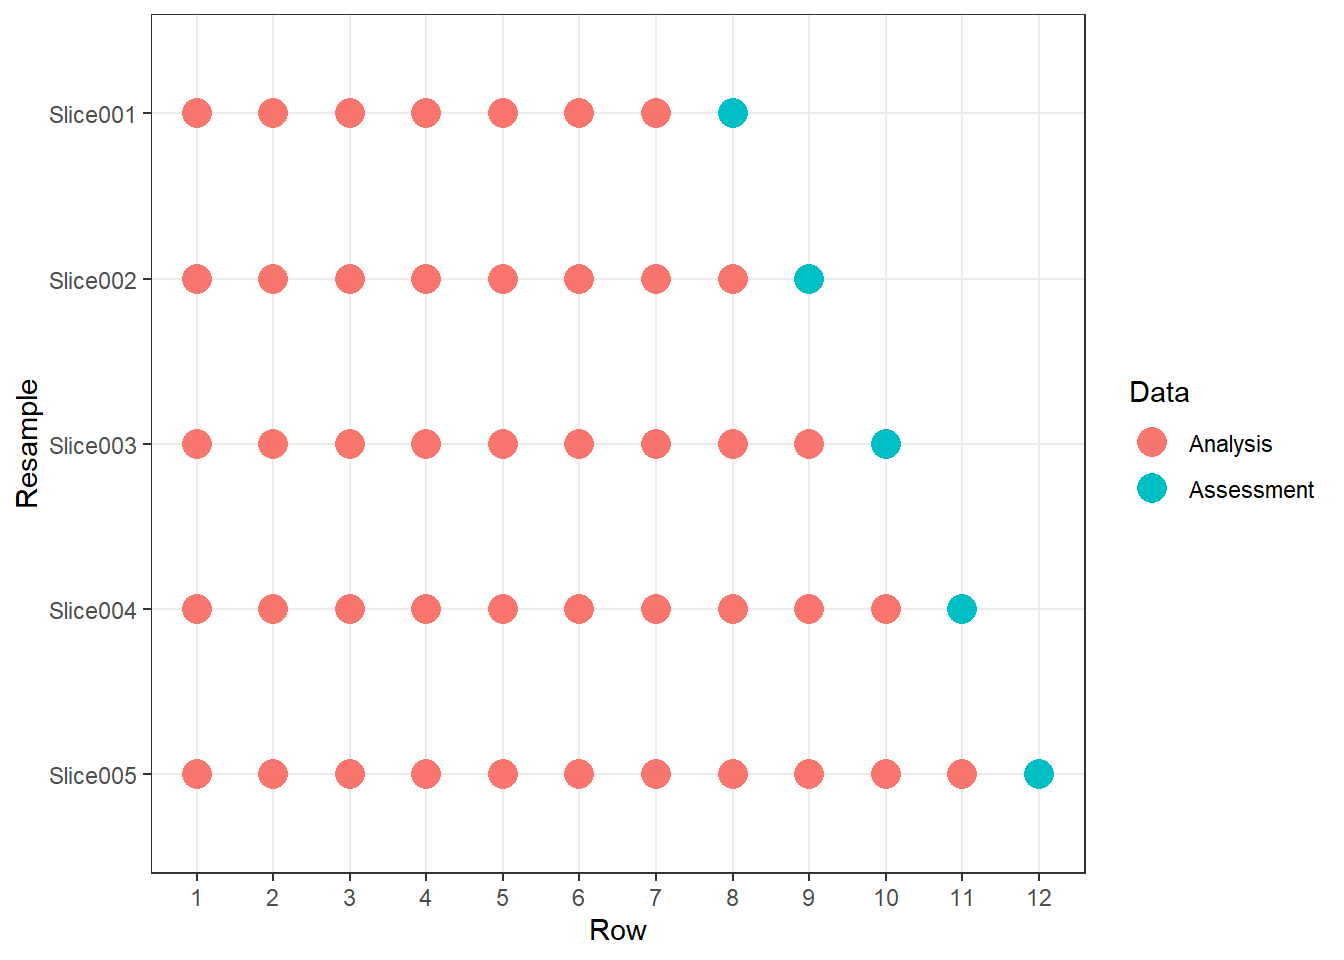 Slice001
Slice002
Slice003
Slice004
Slice005
Resample
1 2 3 4 5 6 7 8 9 10 11 12
Row
Data
Analysis
Assessment